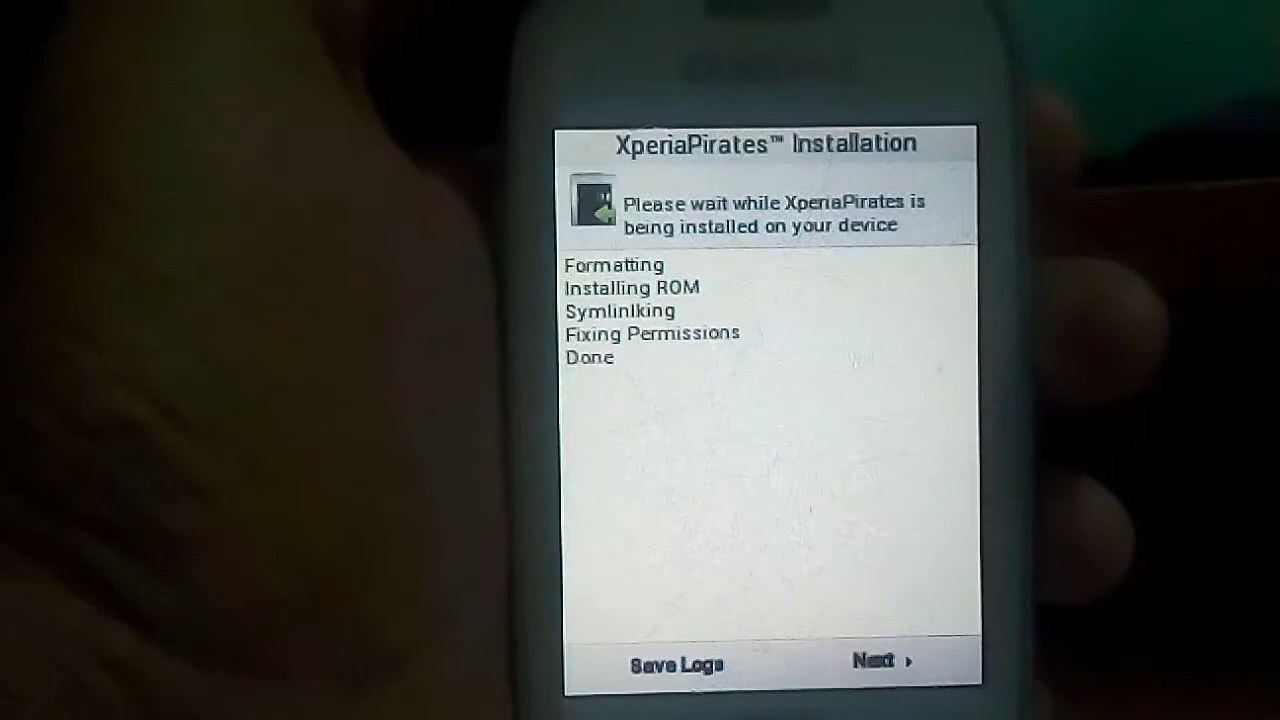 XperiaPirates™ Installation
Please wait while XperiaPirates is
being installed on your device
Formatting
Installing ROM
Symlinlking
Fixing Permissions
Done
Save Logs
Next